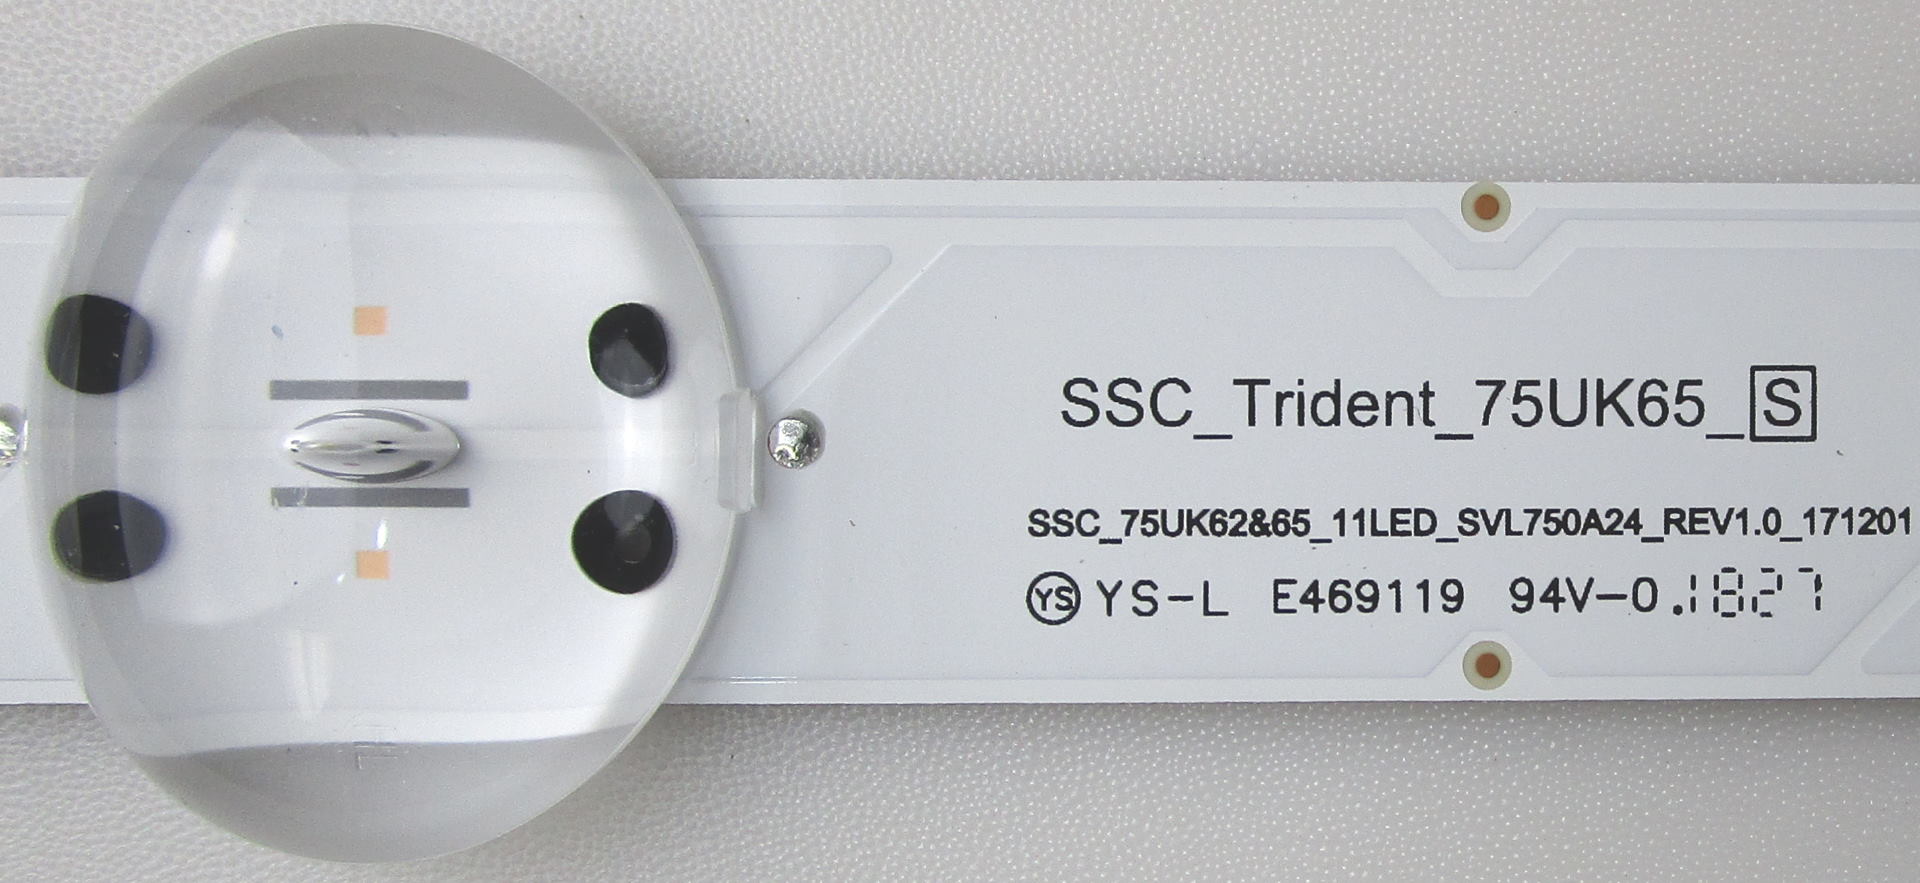 SSC_Trident_75UK65_S
SSC_75UK62&65_11LED_SVL750A24_REV1.0_171201
YS YS-L E469119 94V-0 .1827